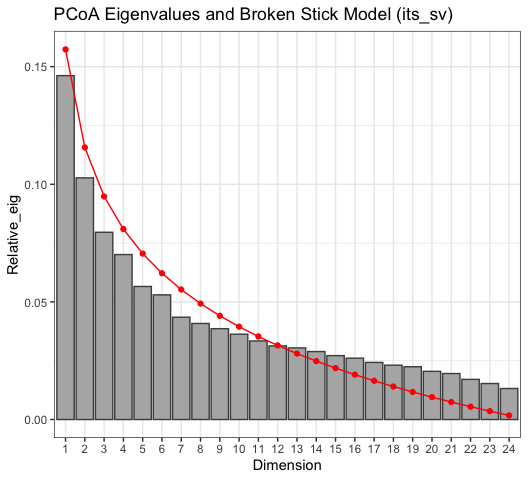 PCoA Eigenvalues and Broken Stick Model (its_sv)
Relative_eig
0.15
0.10
0.05
0.00
1 2 3 4 5 6 7 8 9 10 11 12 13 14 15 16 17 18 19 20 21 22 23 24
Dimension